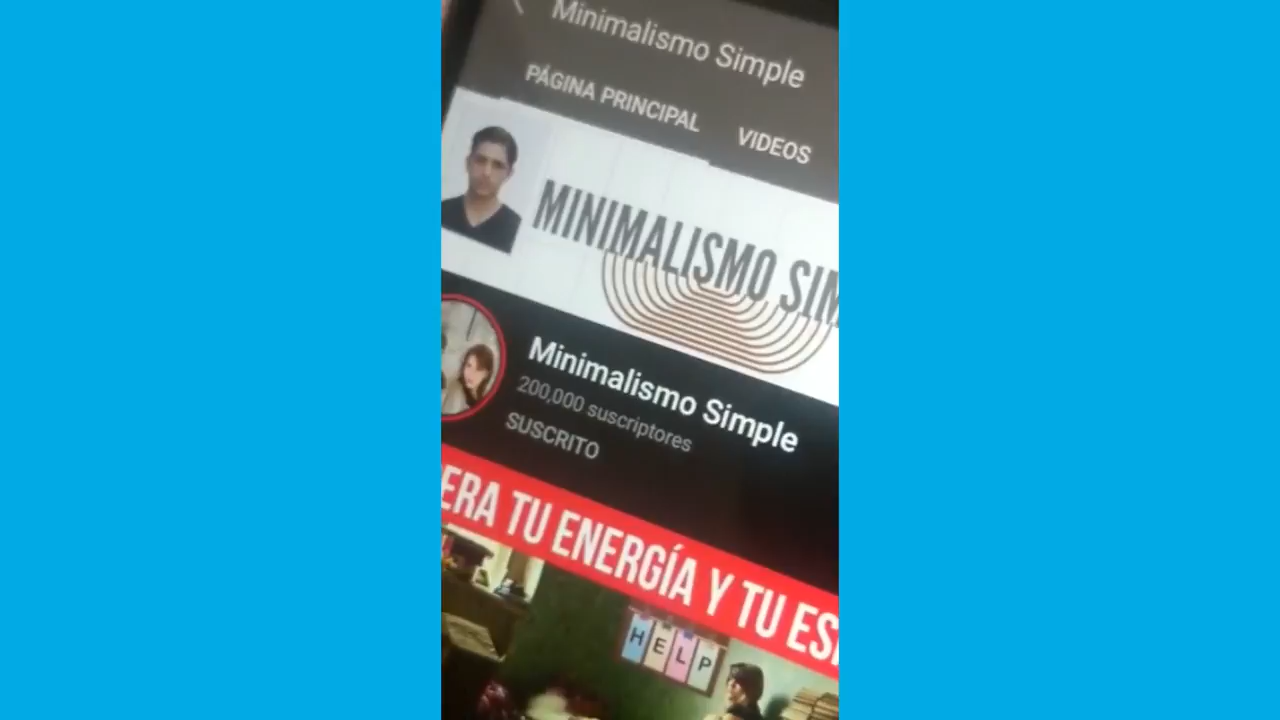 Minimalismo Simple
PÁGINA PRINCIPAL VIDEOS
MINIMALISMO SIM
Minimalismo Simple
200,000 suscriptores
SUSCRITO
ERA TU ENERGÍA Y TU ES
HELP